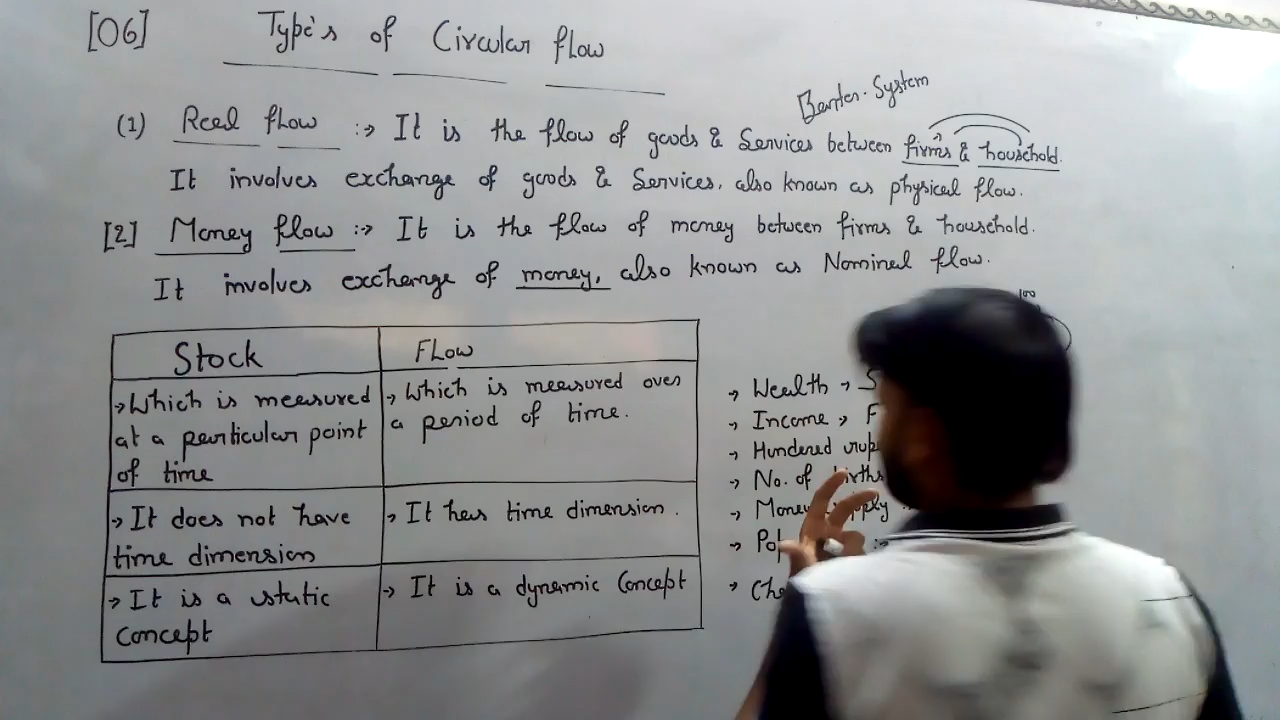 [06] Type's of Circular flow
Barter System
(1) Real flow :→ It is the flow of goods & Services between firms & household.
It involves exchange of goods & Services, also known as physical flow.
[2] Money flow :→ It is the flow of money between firms & household.
It involves exchange of money, also known as Nominal flow.
100
Stock
→ Which is measured
at a particular point
of time
Flow
→ Which is measured over
a period of time.
→ It does not have
time dimension
→ It has time dimension.
→ It is a static
Concept
→ It is a dynamic Concept
→ Wealth → S
→ Income → F
→ Hundred
→ No. of births
→ Money
→
→